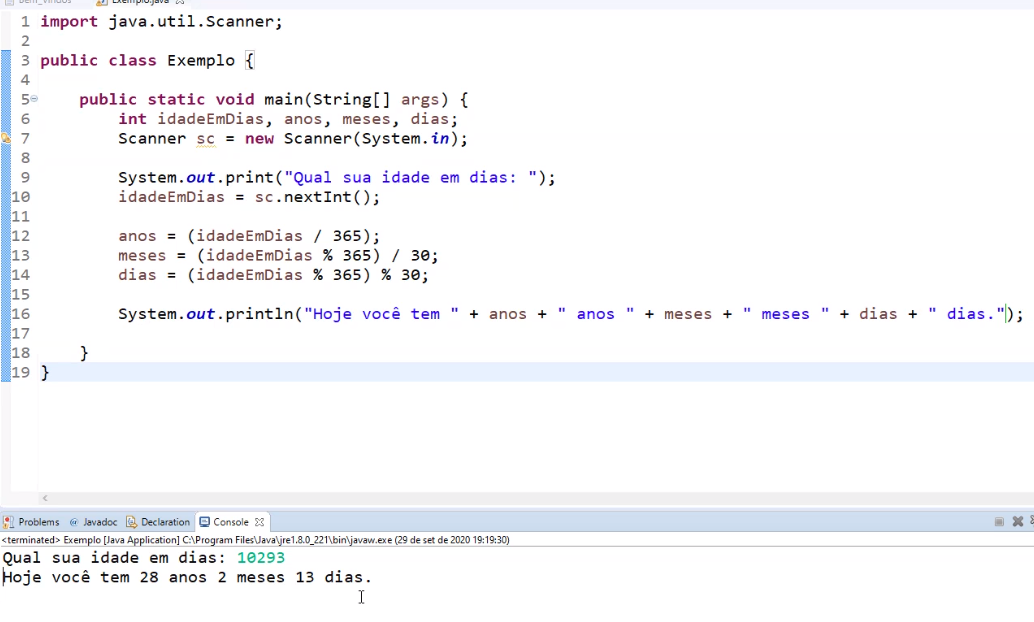 Bem_vindos Exemplo.java
1 import java.util.Scanner;
2
3 public class Exemplo {
4
5 public static void main(String[] args) {
6 int idadeEmDias, anos, meses, dias;
7 Scanner sc = new Scanner(System.in);
8
9 System.out.print("Qual sua idade em dias: ");
10 idadeEmDias = sc.nextInt();
11
12 anos = (idadeEmDias / 365);
13 meses = (idadeEmDias % 365) / 30;
14 dias = (idadeEmDias % 365) % 30;
15
16 System.out.println("Hoje você tem " + anos + " anos " + meses + " meses " + dias + " dias.");
17
18 }
19 }
Problems @ Javadoc Declaration Console
<terminated> Exemplo [Java Application] C:\Program Files\Java\jre1.8.0_221\bin\javaw.exe (29 de set de 2020 19:19:30)
Qual sua idade em dias: 10293
Hoje você tem 28 anos 2 meses 13 dias.